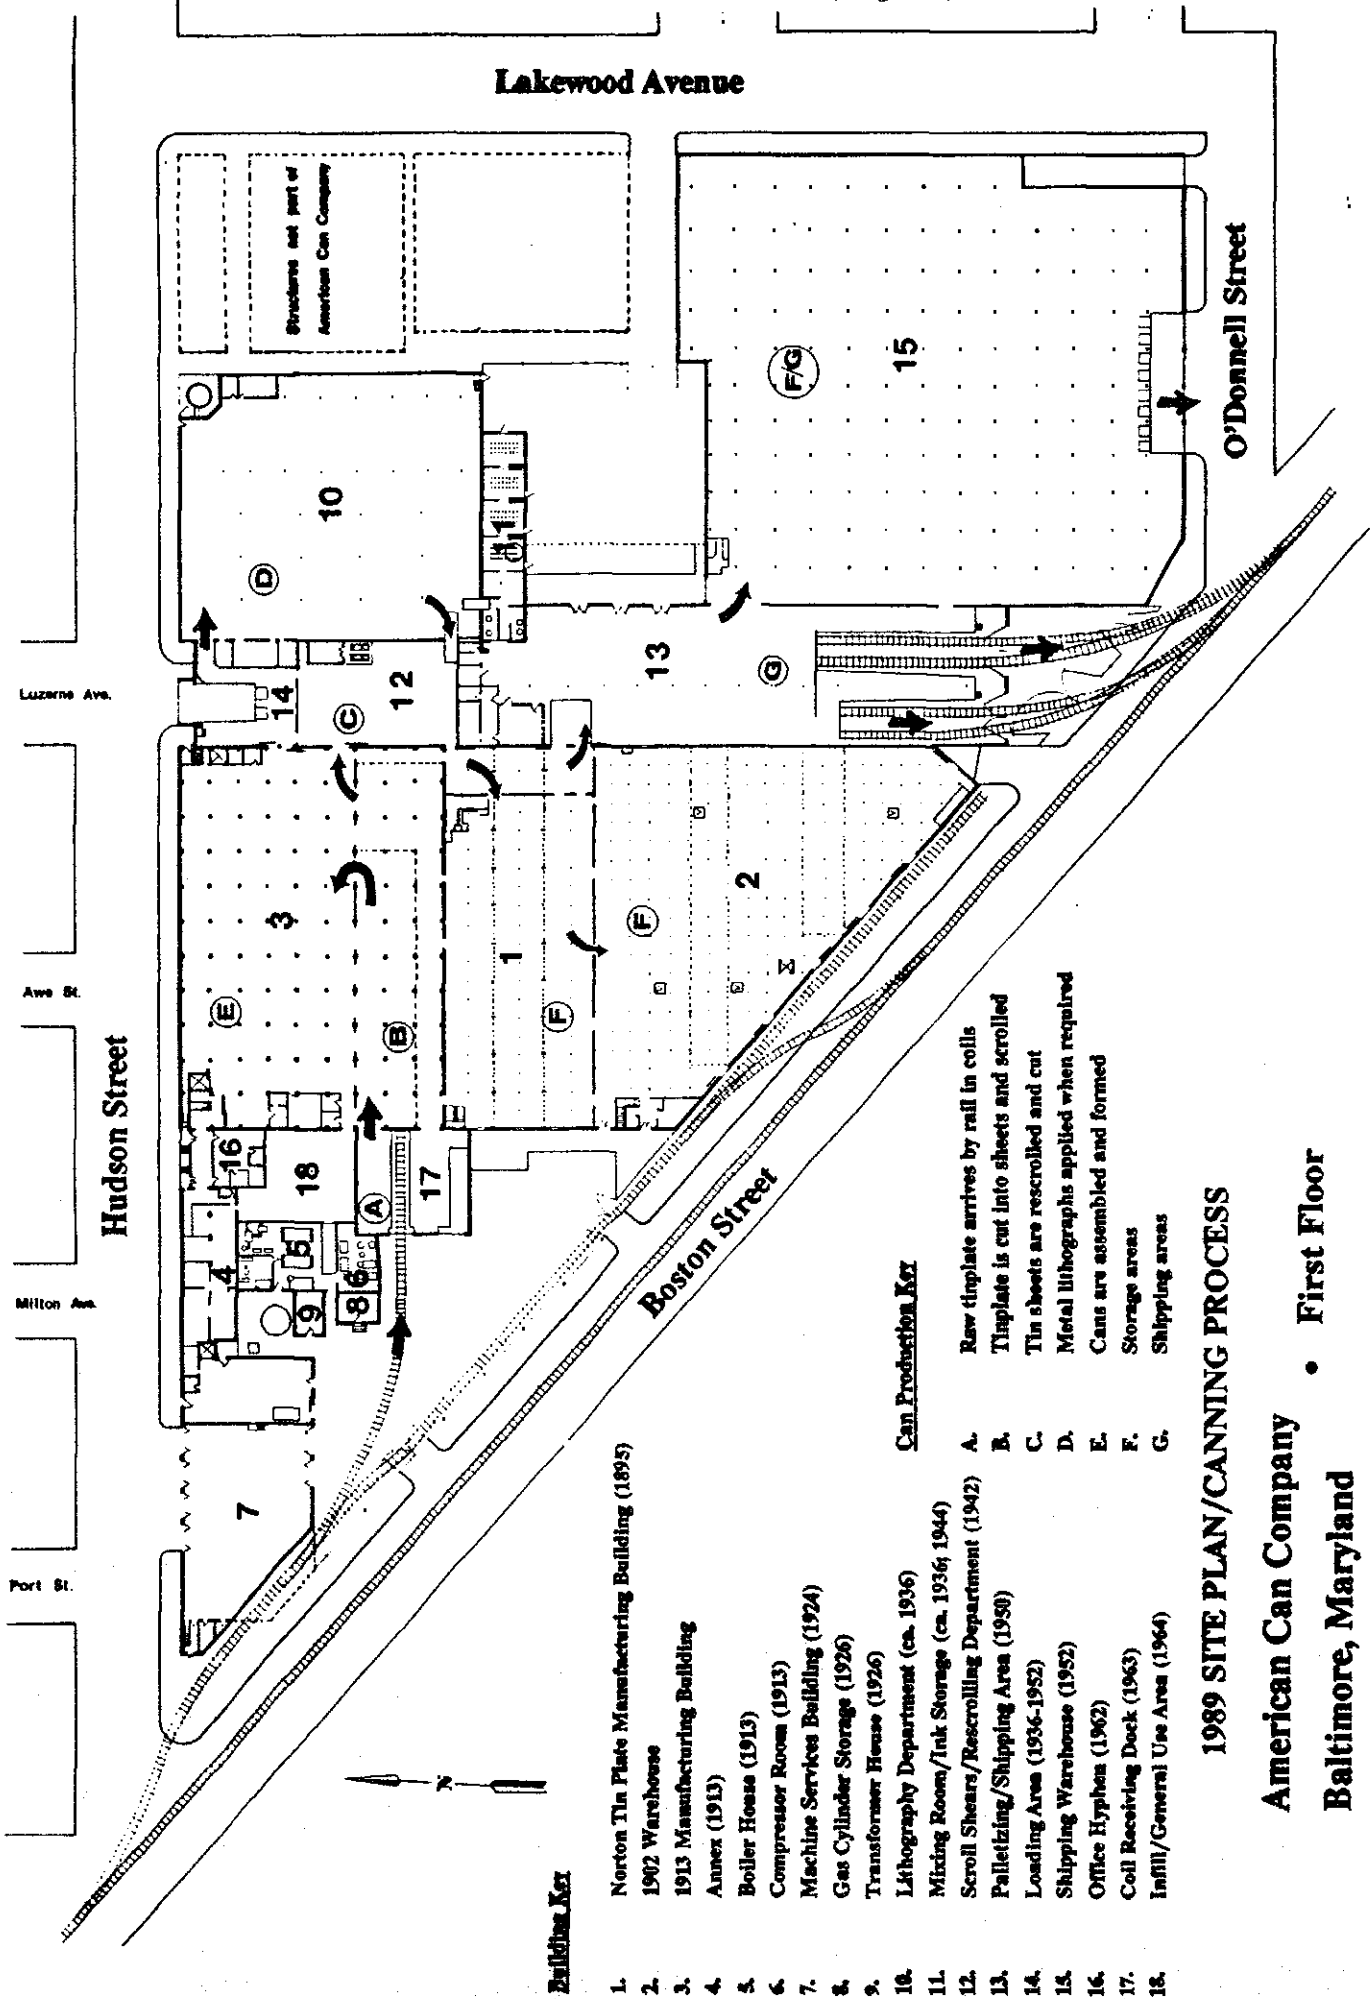 Lakewood Avenue
Structures not part of
American Can Company
Hudson Street
O'Donnell Street
Boston Street
Luzerne Ave.
Awe St.
Milton Ave.
Port St.
N
1
2
3
4
5
6
7
8
9
10
11
12
13
14
15
16
17
18
A
B
C
D
E
F
F
F/G
G
Building Key
1. Norton Tin Plate Manufacturing Building (1895)
2. 1902 Warehouse
3. 1913 Manufacturing Building
4. Annex (1913)
5. Boiler House (1913)
6. Compressor Room (1913)
7. Machine Services Building (1924)
8. Gas Cylinder Storage (1926)
9. Transformer House (1926)
10. Lithography Department (ca. 1936)
11. Mixing Room/Ink Storage (ca. 1936; 1944)
12. Scroll Shears/Rescrolling Department (1942)
13. Palletizing/Shipping Area (1950)
14. Loading Area (1936-1952)
15. Shipping Warehouse (1952)
16. Office Hyphen (1962)
17. Coil Receiving Dock (1963)
18. Infill/General Use Area (1964)
Can Production Key
A. Raw tinplate arrives by rail in coils
B. Tinplate is cut into sheets and scrolled
C. Tin sheets are rescrolled and cut
D. Metal lithographs applied when required
E. Cans are assembled and formed
F. Storage areas
G. Shipping areas
1989 SITE PLAN/CANNING PROCESS
American Can Company • First Floor
Baltimore, Maryland